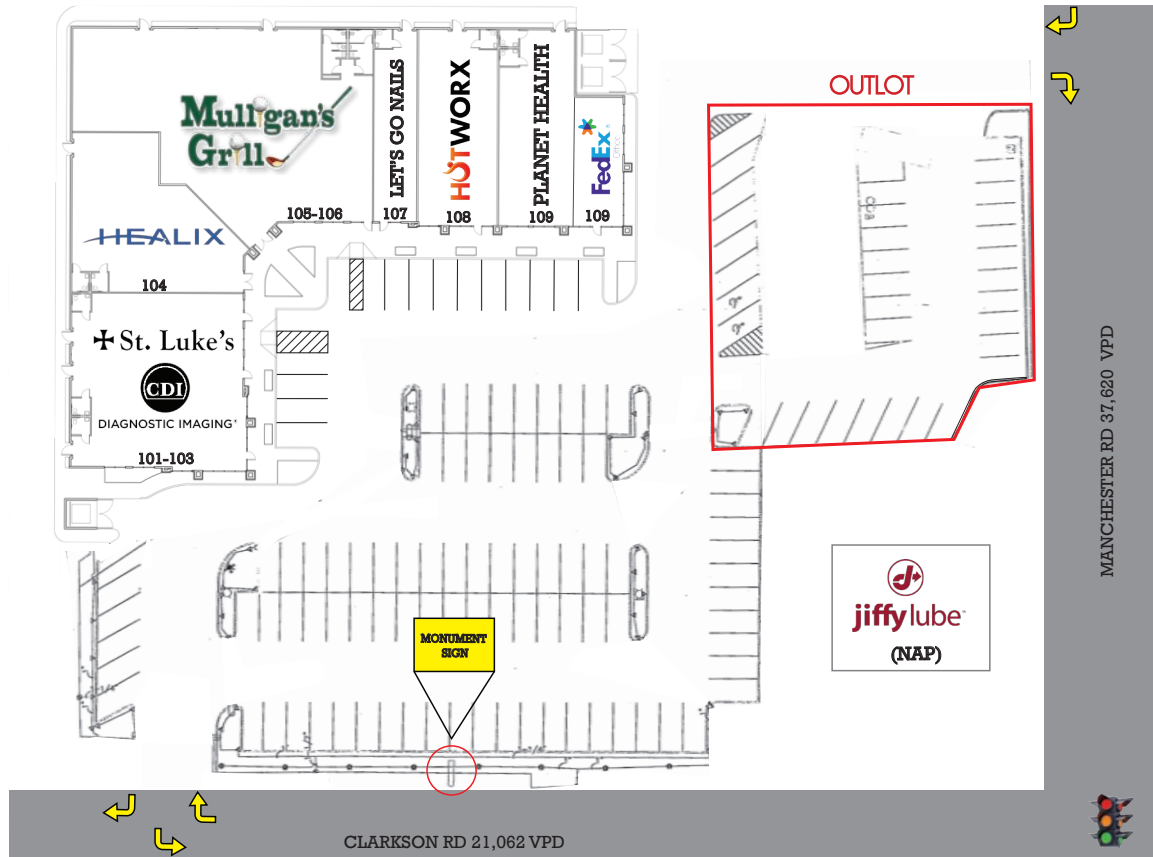 OUTLOT
Mulligan's
Grill
LET'S GO NAILS
HOTWORX
PLANET HEALTH
FedEx
Office
105-106
107
108
109
109
HEALIX
104
St. Luke's
CDI
DIAGNOSTIC IMAGING
101-103
MANCHESTER RD 37,620 VPD
jiffy lube
(NAP)
MONUMENT
SIGN
CLARKSON RD 21,062 VPD